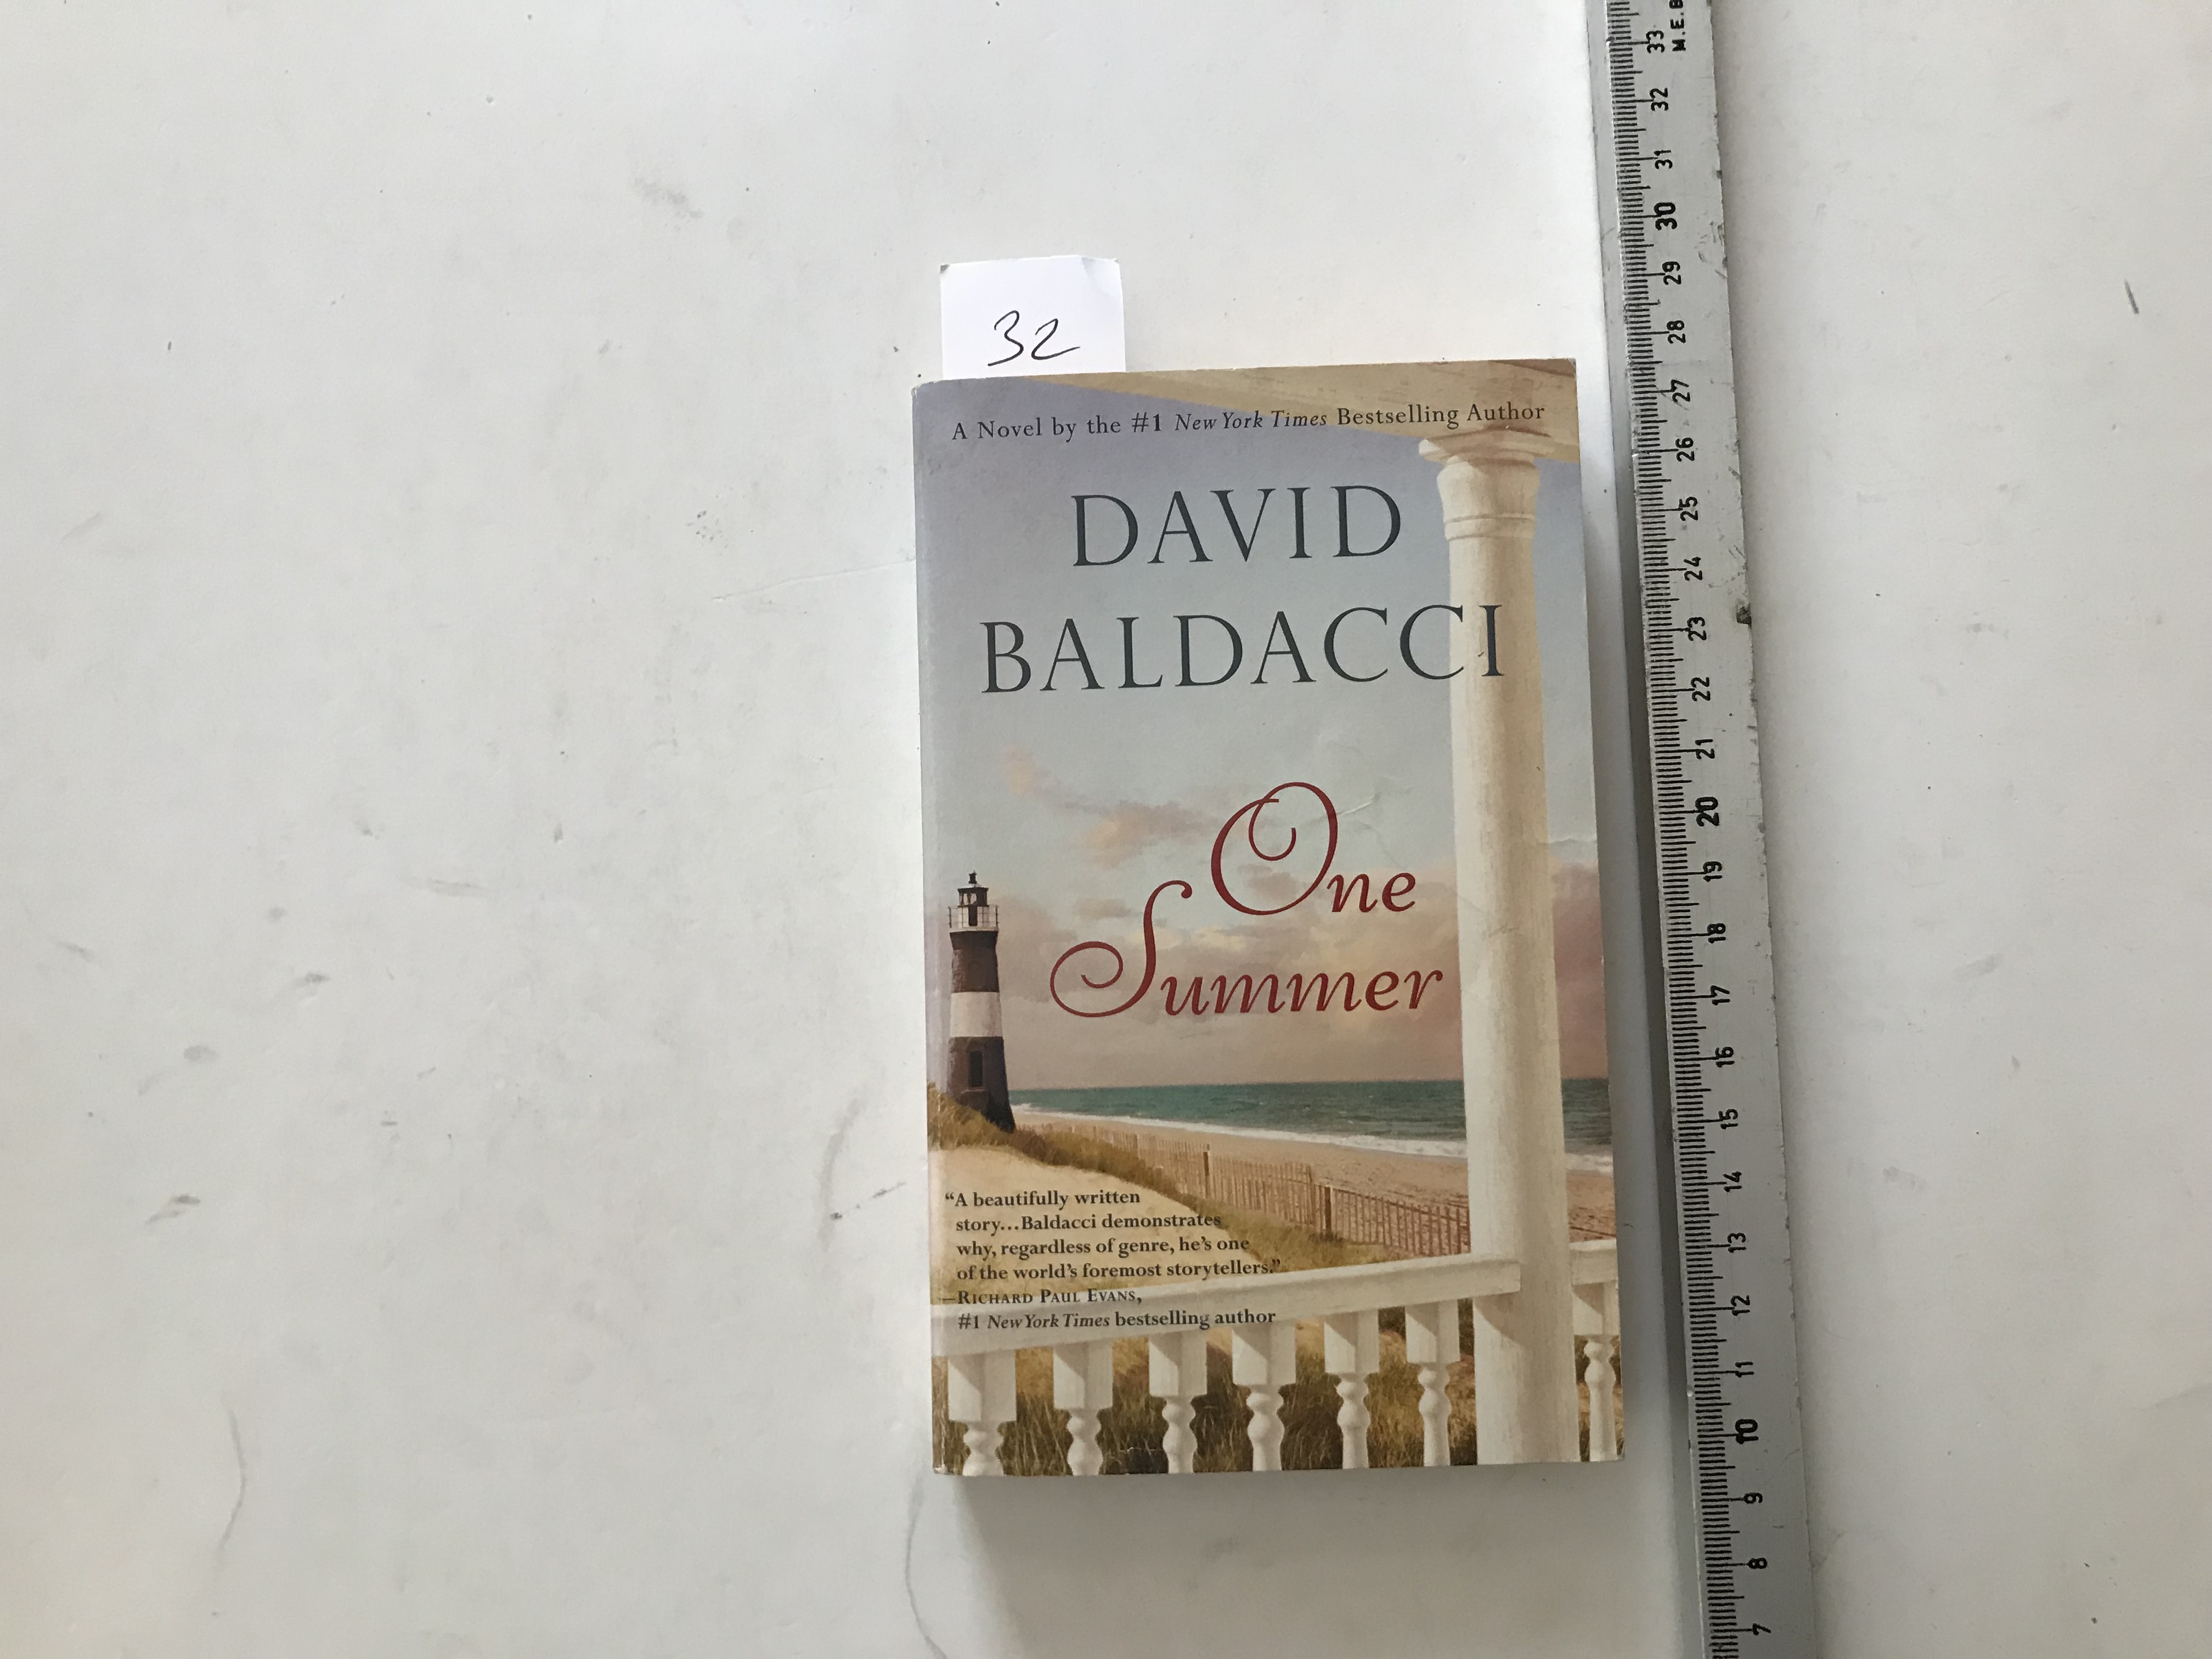 32
A Novel by the #1 New York Times Bestselling Author
DAVID
BALDACCI
One
Summer
“A beautifully written
story...Baldacci demonstrates
why, regardless of genre, he’s one
of the world’s foremost storytellers.”
—RICHARD PAUL EVANS,
#1 New York Times bestselling author
M.E.B
33
32
31
30
29
28
27
26
25
24
23
22
21
20
19
18
17
16
15
14
13
12
11
10
9
8
7